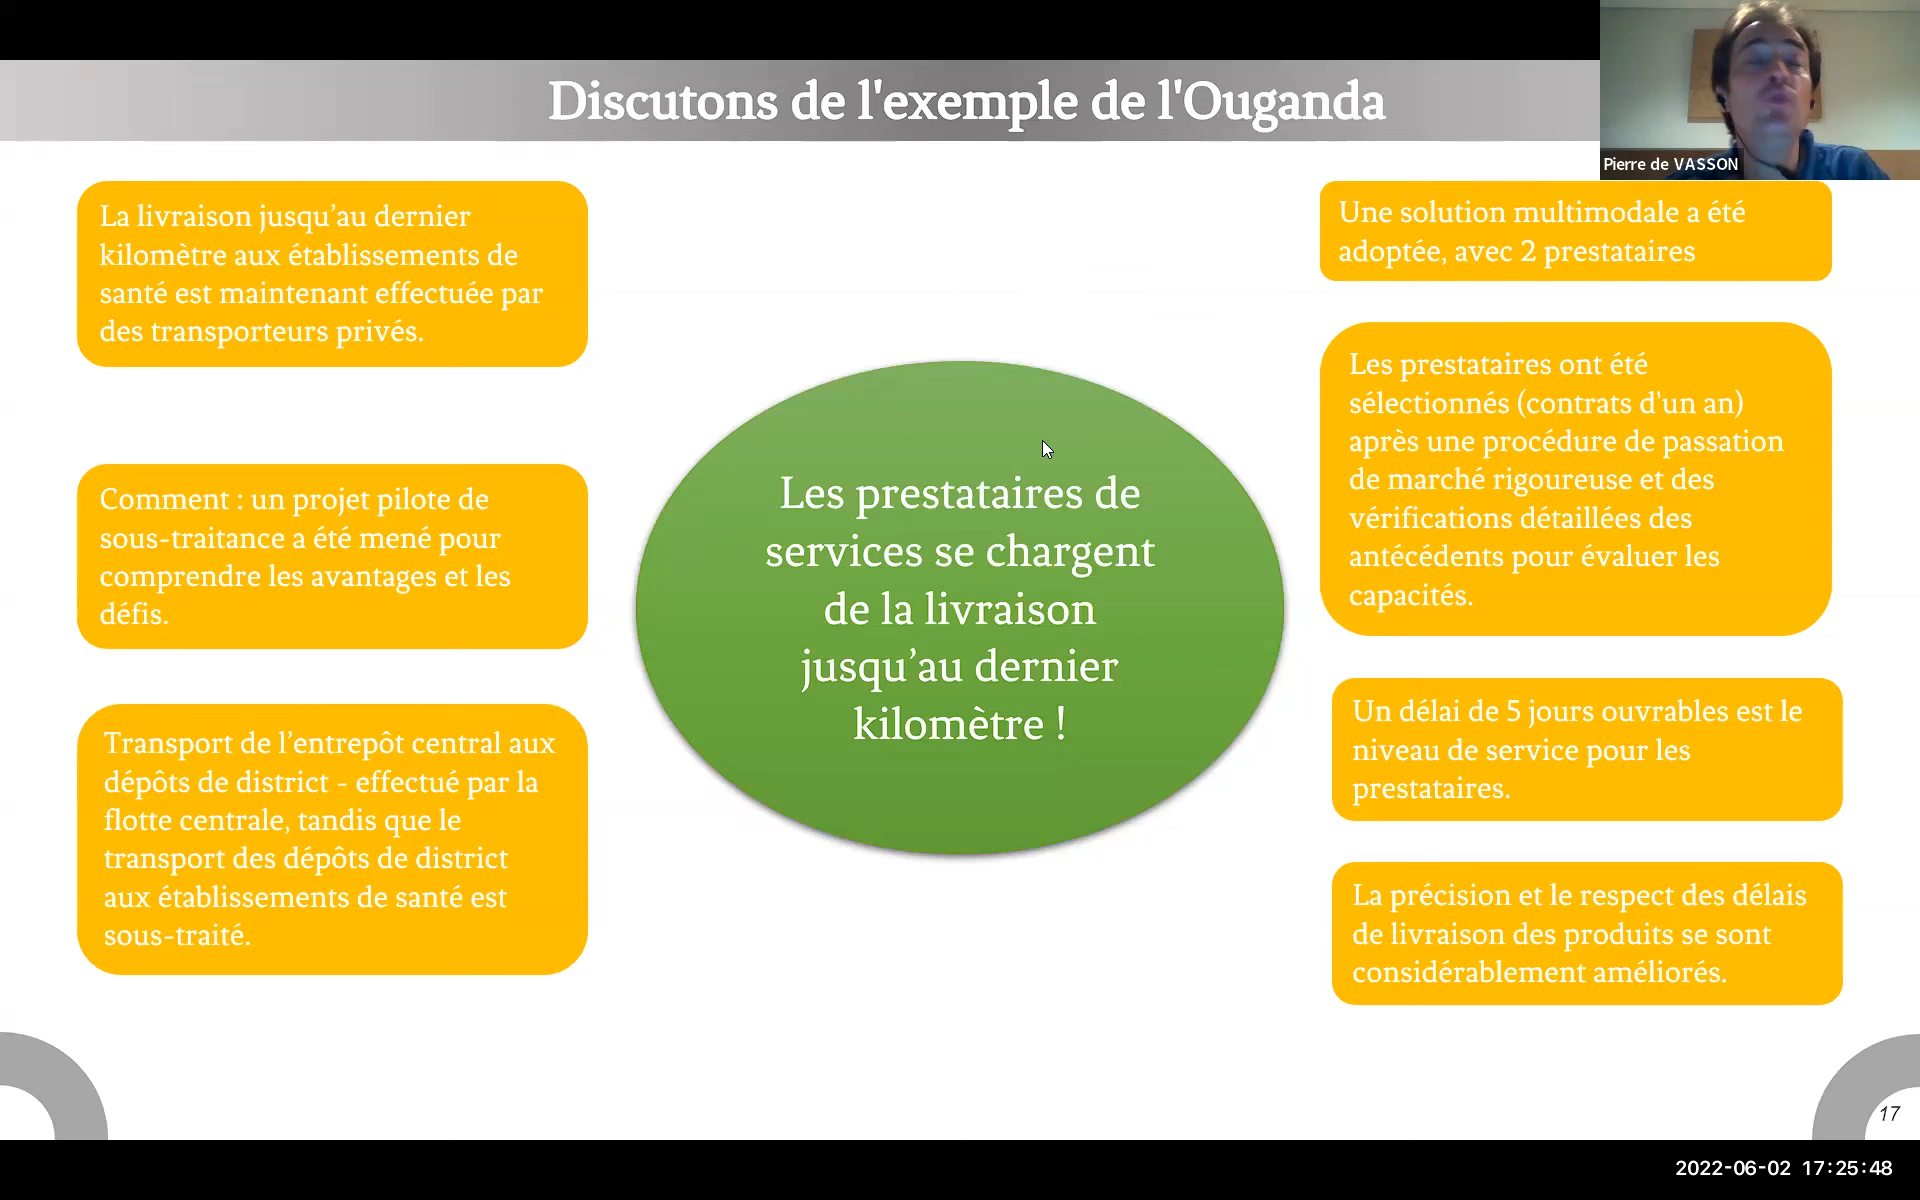 Discutons de l'exemple de l'Ouganda
Pierre de VASSON
La livraison jusqu’au dernier
kilomètre aux établissements de
santé est maintenant effectuée par
des transporteurs privés.
Comment : un projet pilote de
sous-traitance a été mené pour
comprendre les avantages et les
défis.
Transport de l’entrepôt central aux
dépôts de district - effectué par la
flotte centrale, tandis que le
transport des dépôts de district
aux établissements de santé est
sous-traité.
Les prestataires de
services se chargent
de la livraison
jusqu’au dernier
kilomètre !
Une solution multimodale a été
adoptée, avec 2 prestataires
Les prestataires ont été
sélectionnés (contrats d'un an)
après une procédure de passation
de marché rigoureuse et des
vérifications détaillées des
antécédents pour évaluer les
capacités.
Un délai de 5 jours ouvrables est le
niveau de service pour les
prestataires.
La précision et le respect des délais
de livraison des produits se sont
considérablement améliorés.
17
2022-06-02 17:25:48